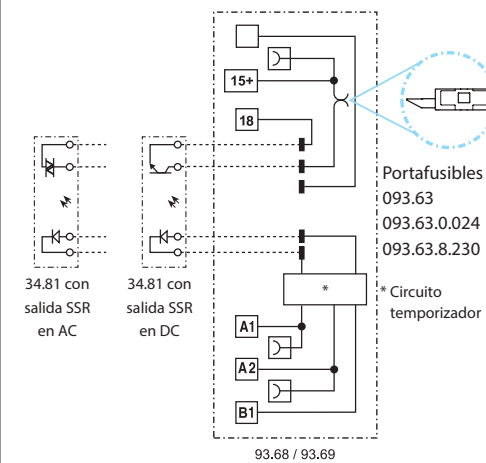 15+
18
Portafusibles
093.63
093.63.0.024
093.63.8.230
34.81 con
salida SSR
en AC
34.81 con
salida SSR
en DC
*
* Circuito
temporizador
A1
A2
B1
93.68 / 93.69